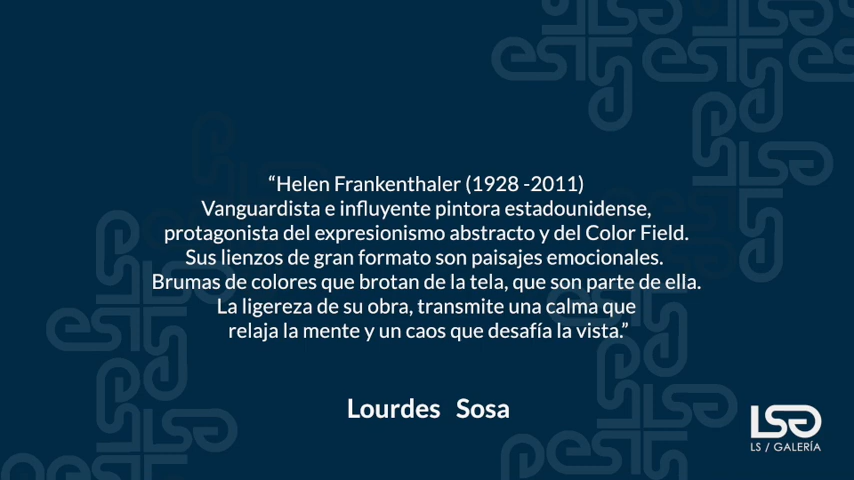 “Helen Frankenthaler (1928 -2011)
Vanguardista e influyente pintora estadounidense,
protagonista del expresionismo abstracto y del Color Field.
Sus lienzos de gran formato son paisajes emocionales.
Brumas de colores que brotan de la tela, que son parte de ella.
La ligereza de su obra, transmite una calma que
relaja la mente y un caos que desafía la vista.”
Lourdes Sosa
LSG
LS / GALERÍA